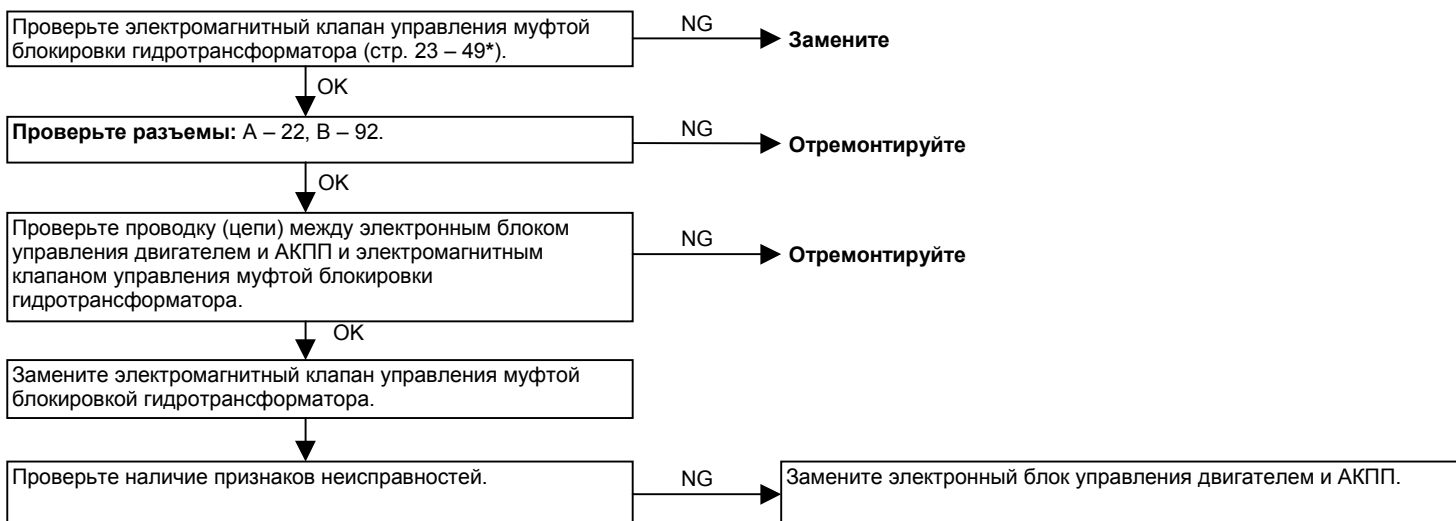 Проверьте электромагнитный клапан управления муфтой
блокировки гидротрансформатора (стр. 23 – 49*).
NG
Замените
OK
Проверьте разъемы: А – 22, В – 92.
NG
Отремонтируйте
OK
Проверьте проводку (цепи) между электронным блоком
управления двигателем и АКПП и электромагнитным
клапаном управления муфтой блокировки
гидротрансформатора.
NG
Отремонтируйте
OK
Замените электромагнитный клапан управления муфтой
блокировкой гидротрансформатора.
Проверьте наличие признаков неисправностей.
NG
Замените электронный блок управления двигателем и АКПП.